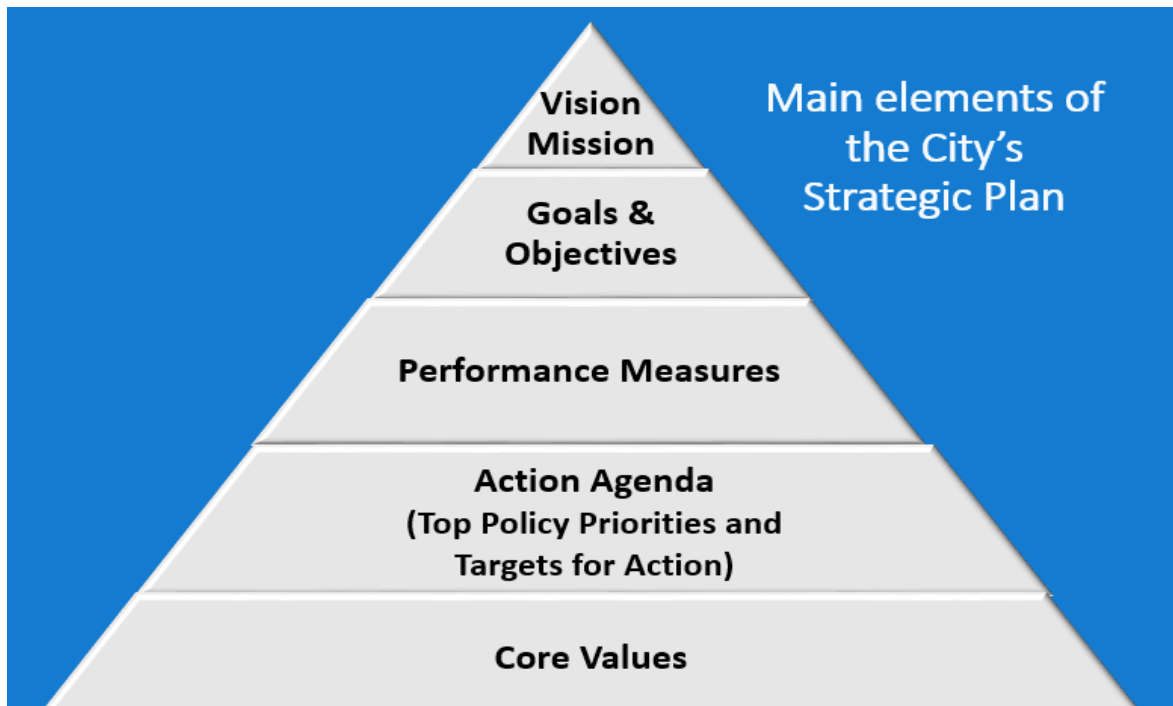 Main elements of
the City’s
Strategic Plan
Vision
Mission
Goals &
Objectives
Performance Measures
Action Agenda
(Top Policy Priorities and
Targets for Action)
Core Values